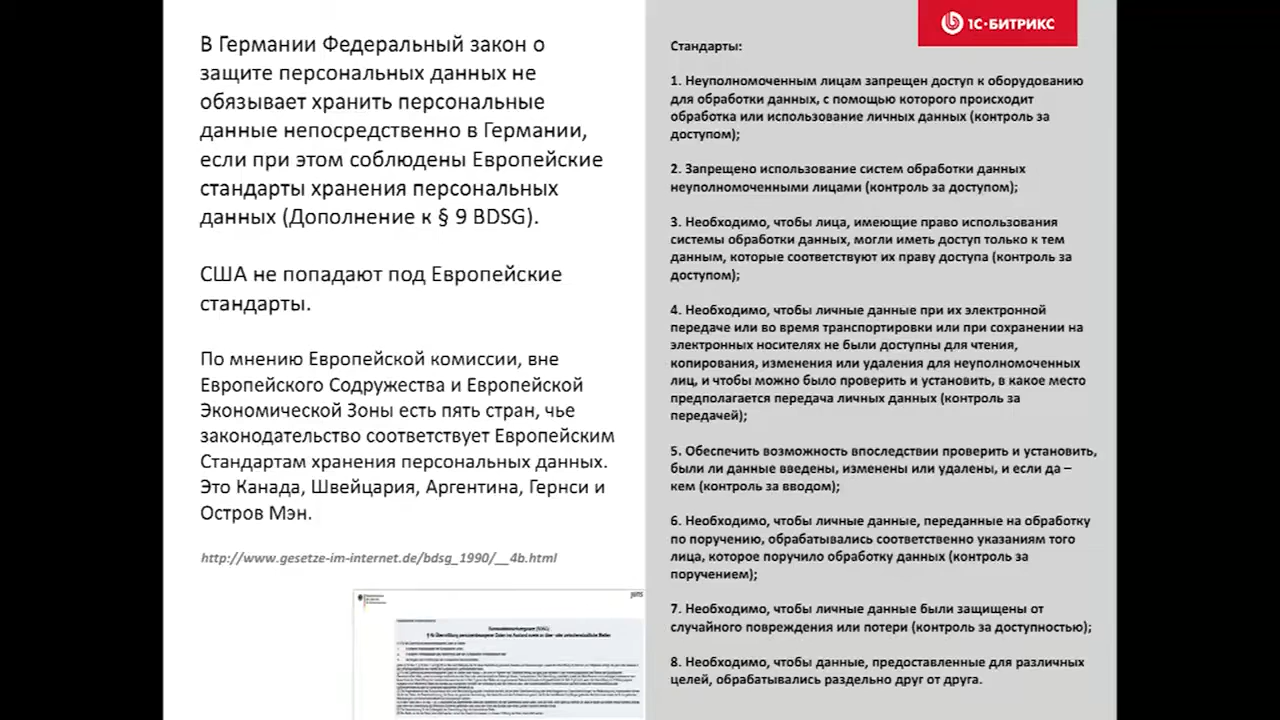 В Германии Федеральный закон о
защите персональных данных не
обязывает хранить персональные
данные непосредственно в Германии,
если при этом соблюдены Европейские
стандарты хранения персональных
данных (Дополнение к § 9 BDSG).
США не попадают под Европейские
стандарты.
По мнению Европейской комиссии, вне
Европейского Содружества и Европейской
Экономической Зоны есть пять стран, чье
законодательство соответствует Европейским
Стандартам хранения персональных данных.
Это Канада, Швейцария, Аргентина, Гернси и
Остров Мэн.
http://www.gesetze-im-internet.de/bdsg_1990/__4b.html
juris
1С·БИТРИКС
Стандарты:
1. Неуполномоченным лицам запрещен доступ к оборудованию
для обработки данных, с помощью которого происходит
обработка или использование личных данных (контроль за
доступом);
2. Запрещено использование систем обработки данных
неуполномоченными лицами (контроль за доступом);
3. Необходимо, чтобы лица, имеющие право использования
системы обработки данных, могли иметь доступ только к тем
данным, которые соответствуют их праву доступа (контроль за
доступом);
4. Необходимо, чтобы личные данные при их электронной
передаче или во время транспортировки или при сохранении на
электронных носителях не были доступны для чтения,
копирования, изменения или удаления для неуполномоченных
лиц, и чтобы можно было проверить и установить, в какое место
предполагается передача личных данных (контроль за
передачей);
5. Обеспечить возможность впоследствии проверить и установить,
были ли данные введены, изменены или удалены, и если да –
кем (контроль за вводом);
6. Необходимо, чтобы личные данные, переданные на обработку
по поручению, обрабатывались соответственно указаниям того
лица, которое поручило обработку данных (контроль за
поручением);
7. Необходимо, чтобы личные данные были защищены от
случайного повреждения или потери (контроль за доступностью);
8. Необходимо, чтобы данные, предоставленные для различных
целей, обрабатывались раздельно друг от друга.